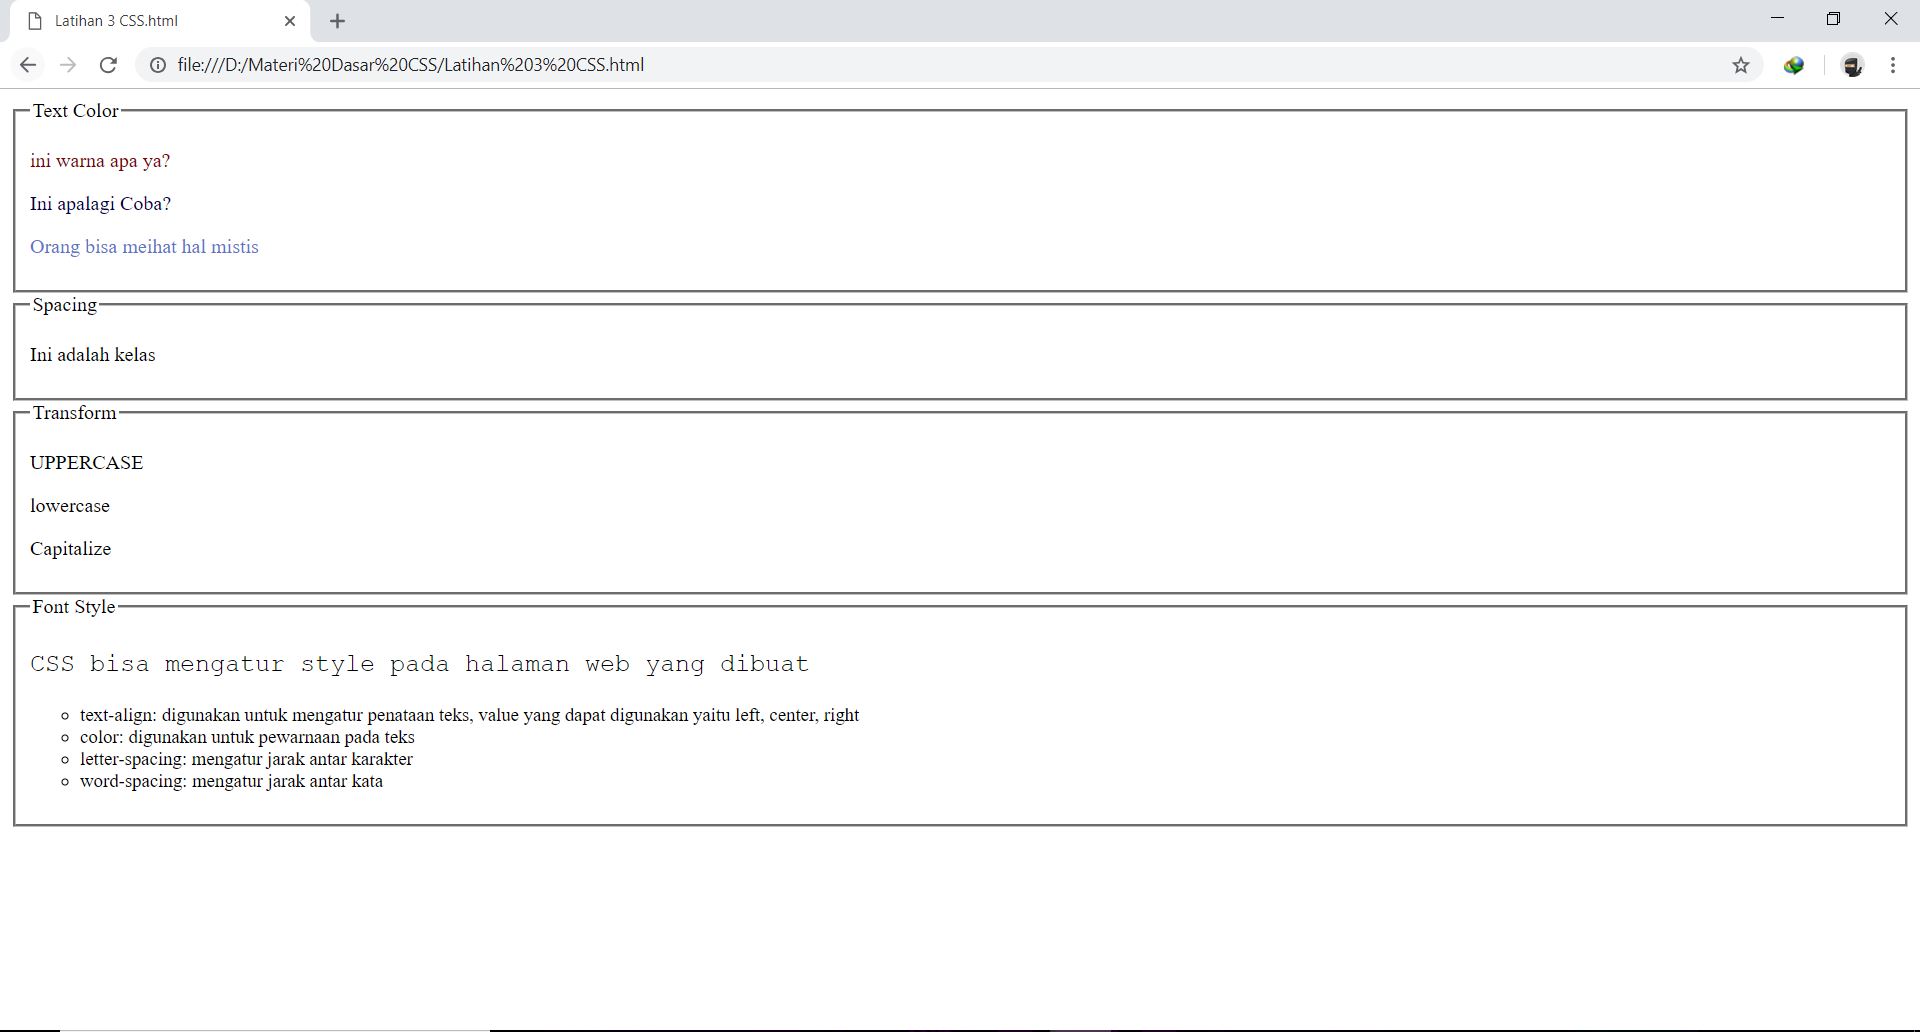 Latihan 3 CSS.html
file:///D:/Materi%20Dasar%20CSS/Latihan%203%20CSS.html
Text Color
ini warna apa ya?
Ini apalagi Coba?
Orang bisa meihat hal mistis
Spacing
Ini adalah kelas
Transform
UPPERCASE
lowercase
Capitalize
Font Style
CSS bisa mengatur style pada halaman web yang dibuat
text-align: digunakan untuk mengatur penataan teks, value yang dapat digunakan yaitu left, center, right
color: digunakan untuk pewarnaan pada teks
letter-spacing: mengatur jarak antar karakter
word-spacing: mengatur jarak antar kata